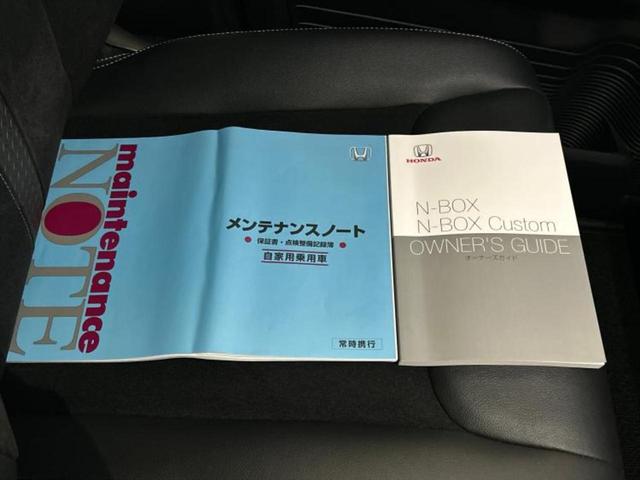 maintenance
NOTE
メンテナンスノート
保証書・点検整備記録簿
自家用乗用車
常時携行
HONDA
N-BOX
N-BOX Custom
OWNER'S GUIDE
オーナーズガイド